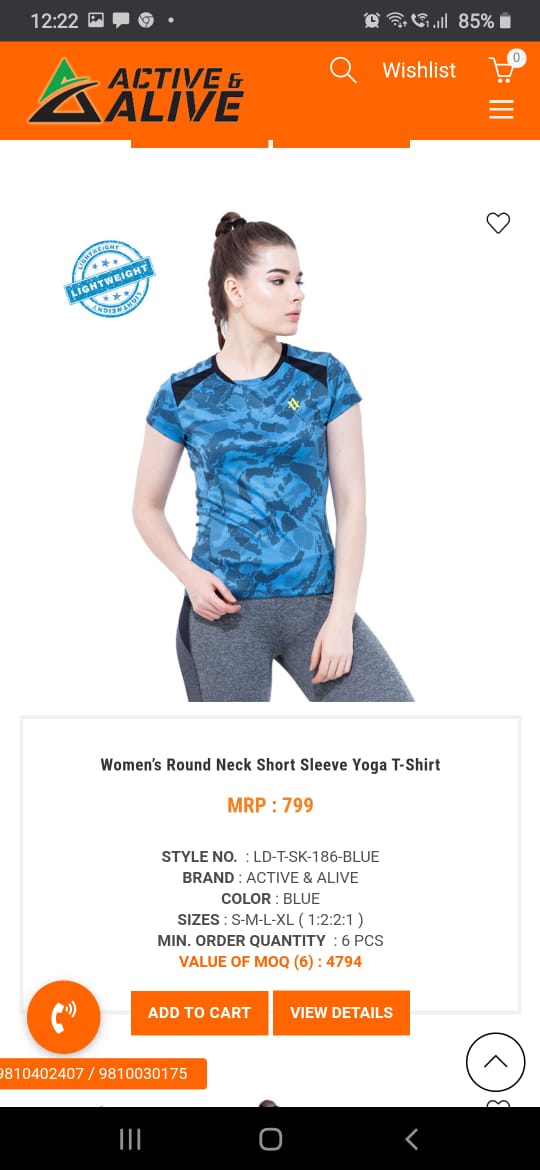 12:22
85%
ACTIVE &
ALIVE
Wishlist
0
LIGHTWEIGHT
LIGHTWEIGHT
LIGHTWEIGHT
Women's Round Neck Short Sleeve Yoga T-Shirt
MRP : 799
STYLE NO. : LD-T-SK-186-BLUE
BRAND : ACTIVE & ALIVE
COLOR : BLUE
SIZES : S-M-L-XL ( 1:2:2:1 )
MIN. ORDER QUANTITY : 6 PCS
VALUE OF MOQ (6) : 4794
ADD TO CART
VIEW DETAILS
9810402407 / 9810030175